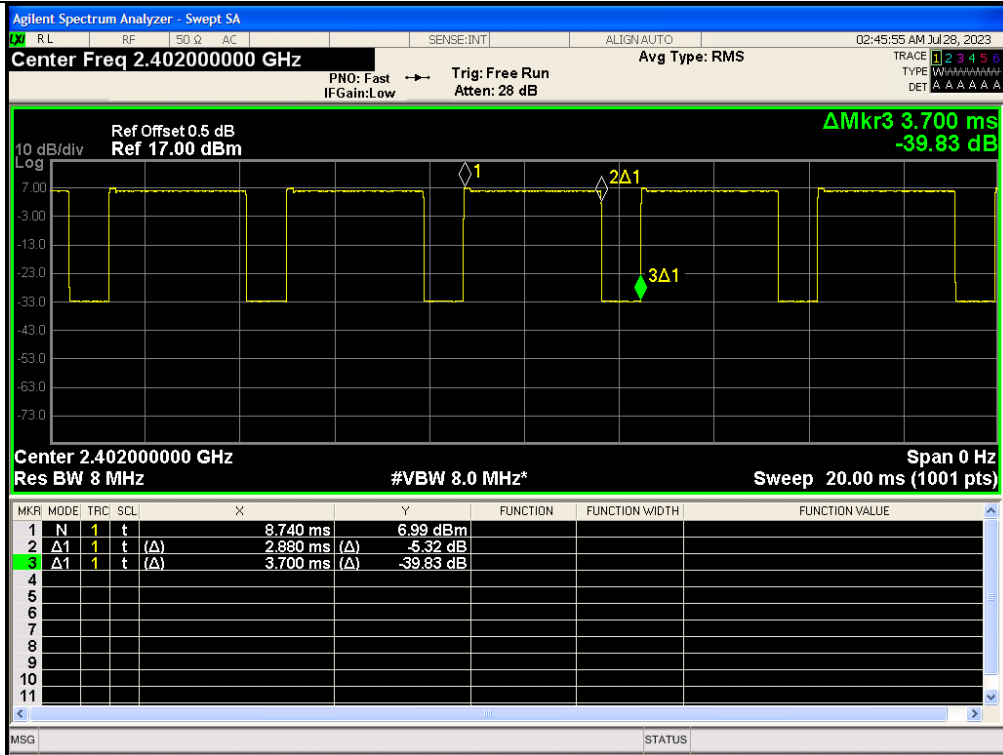 Agilent Spectrum Analyzer - Swept SA
LXI RL RF 50 Ω AC SENSE:INT ALIGN AUTO 02:45:55 AM Jul 28, 2023
Center Freq 2.402000000 GHz
Avg Type: RMS
TRACE 1 2 3 4 5 6
PNO: Fast Trig: Free Run
TYPE W
IFGain:Low Atten: 28 dB
DET A A A A A A
ΔMkr3 3.700 ms
-39.83 dB
Ref Offset 0.5 dB
10 dB/div Ref 17.00 dBm
Log
1
7.00
2Δ1
-3.00
-13.0
-23.0
3Δ1
-33.0
-43.0
-53.0
-63.0
-73.0
Center 2.402000000 GHz Span 0 Hz
Res BW 8 MHz #VBW 8.0 MHz* Sweep 20.00 ms (1001 pts)
MKR MODE TRC SCL X Y FUNCTION FUNCTION WIDTH FUNCTION VALUE
1 N 1 t 8.740 ms 6.99 dBm
2 Δ1 1 t (Δ) 2.880 ms (Δ) -5.32 dB
3 Δ1 1 t (Δ) 3.700 ms (Δ) -39.83 dB
4
5
6
7
8
9
10
11
MSG STATUS